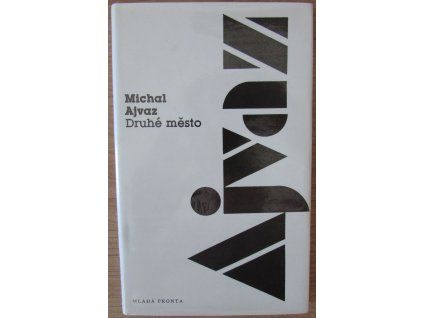 Michal
Ajvaz
Druhé město
Ajvaz
MLADÁ FRONTA